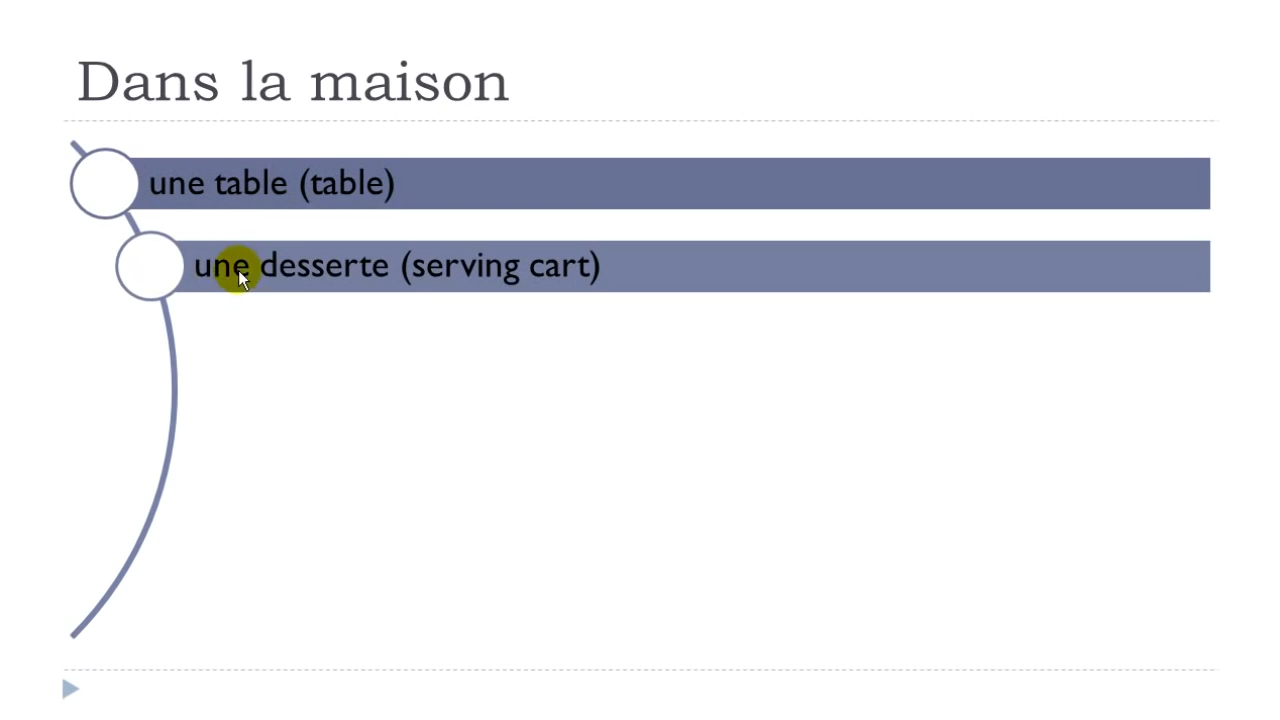 Dans la maison
une table (table)
une desserte (serving cart)